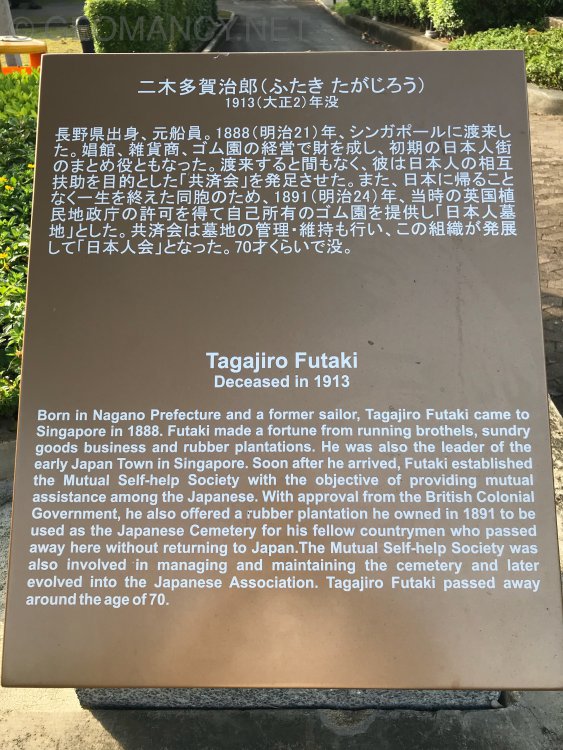 © GEOMANCY.NET
二木多賀治郎(ふたき たがじろう)
1913(大正2)年没
長野県出身、元船員。1888(明治21)年、シンガポールに渡来し
た。娼館、雑貨商、ゴム園の経営で財を成し、初期の日本人街
のまとめ役ともなった。渡来すると間もなく、彼は日本人の相互
扶助を目的とした「共済会」を発足させた。また、日本に帰ること
なく一生を終えた同胞のため、1891(明治24)年、当時の英国植
民地政庁の許可を得て自己所有のゴム園を提供し「日本人墓
地」とした。共済会は墓地の管理・維持も行い、この組織が発展
して「日本人会」となった。70才くらいで没。
Tagajiro Futaki
Deceased in 1913
Born in Nagano Prefecture and a former sailor, Tagajiro Futaki came to
Singapore in 1888. Futaki made a fortune from running brothels, sundry
goods business and rubber plantations. He was also the leader of the
early Japan Town in Singapore. Soon after he arrived, Futaki established
the Mutual Self-help Society with the objective of providing mutual
assistance among the Japanese. With approval from the British Colonial
Government, he also offered a rubber plantation he owned in 1891 to be
used as the Japanese Cemetery for his fellow countrymen who passed
away here without returning to Japan.The Mutual Self-help Society was
also involved in managing and maintaining the cemetery and later
evolved into the Japanese Association. Tagajiro Futaki passed away
around the age of 70.